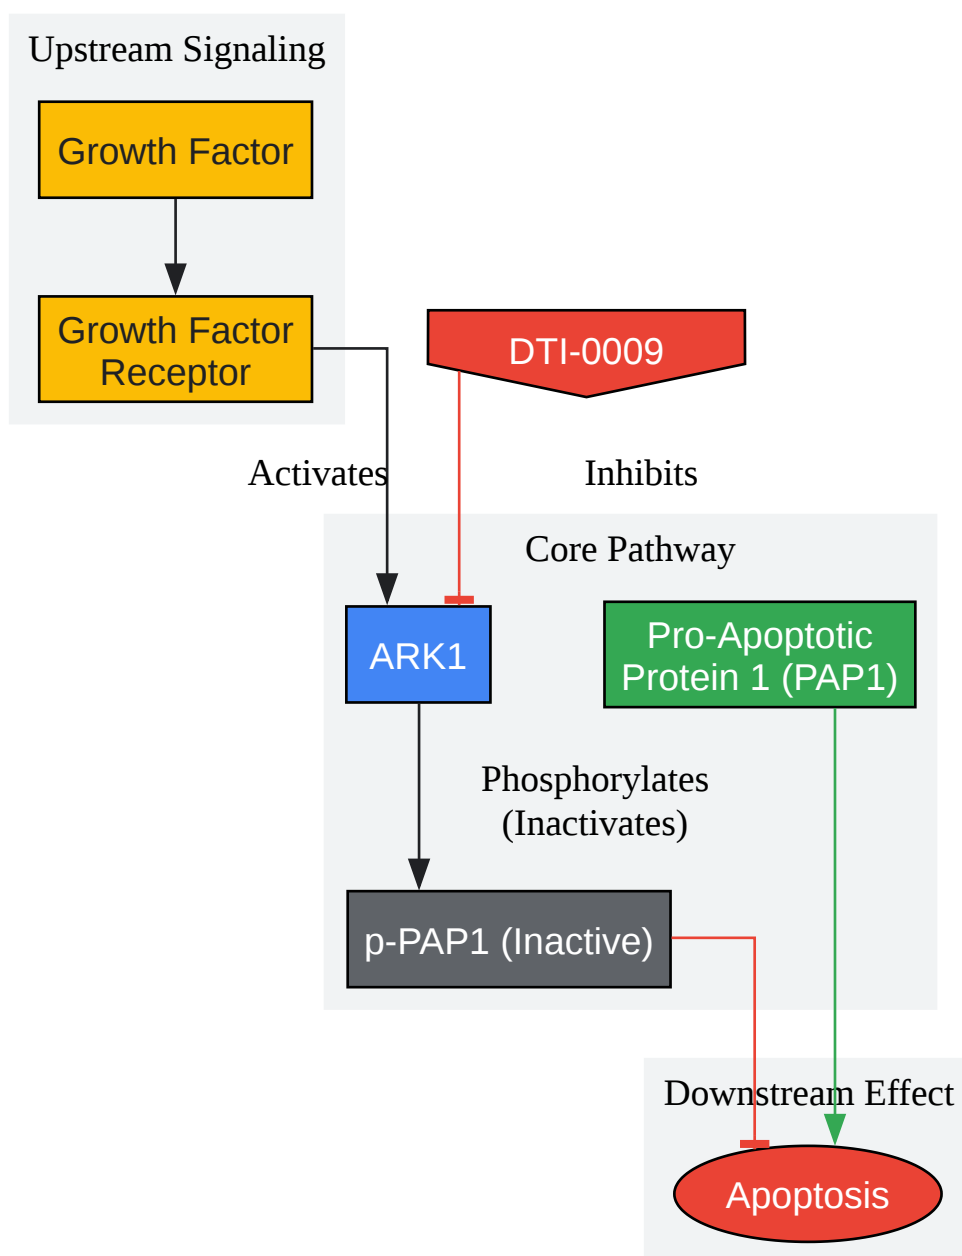 Upstream Signaling
Growth Factor
Growth Factor
Receptor
DTI-0009
Activates
Inhibits
Core Pathway
ARK1
Pro-Apoptotic
Protein 1 (PAP1)
Phosphorylates
(Inactivates)
p-PAP1 (Inactive)
Downstream Effect
Apoptosis